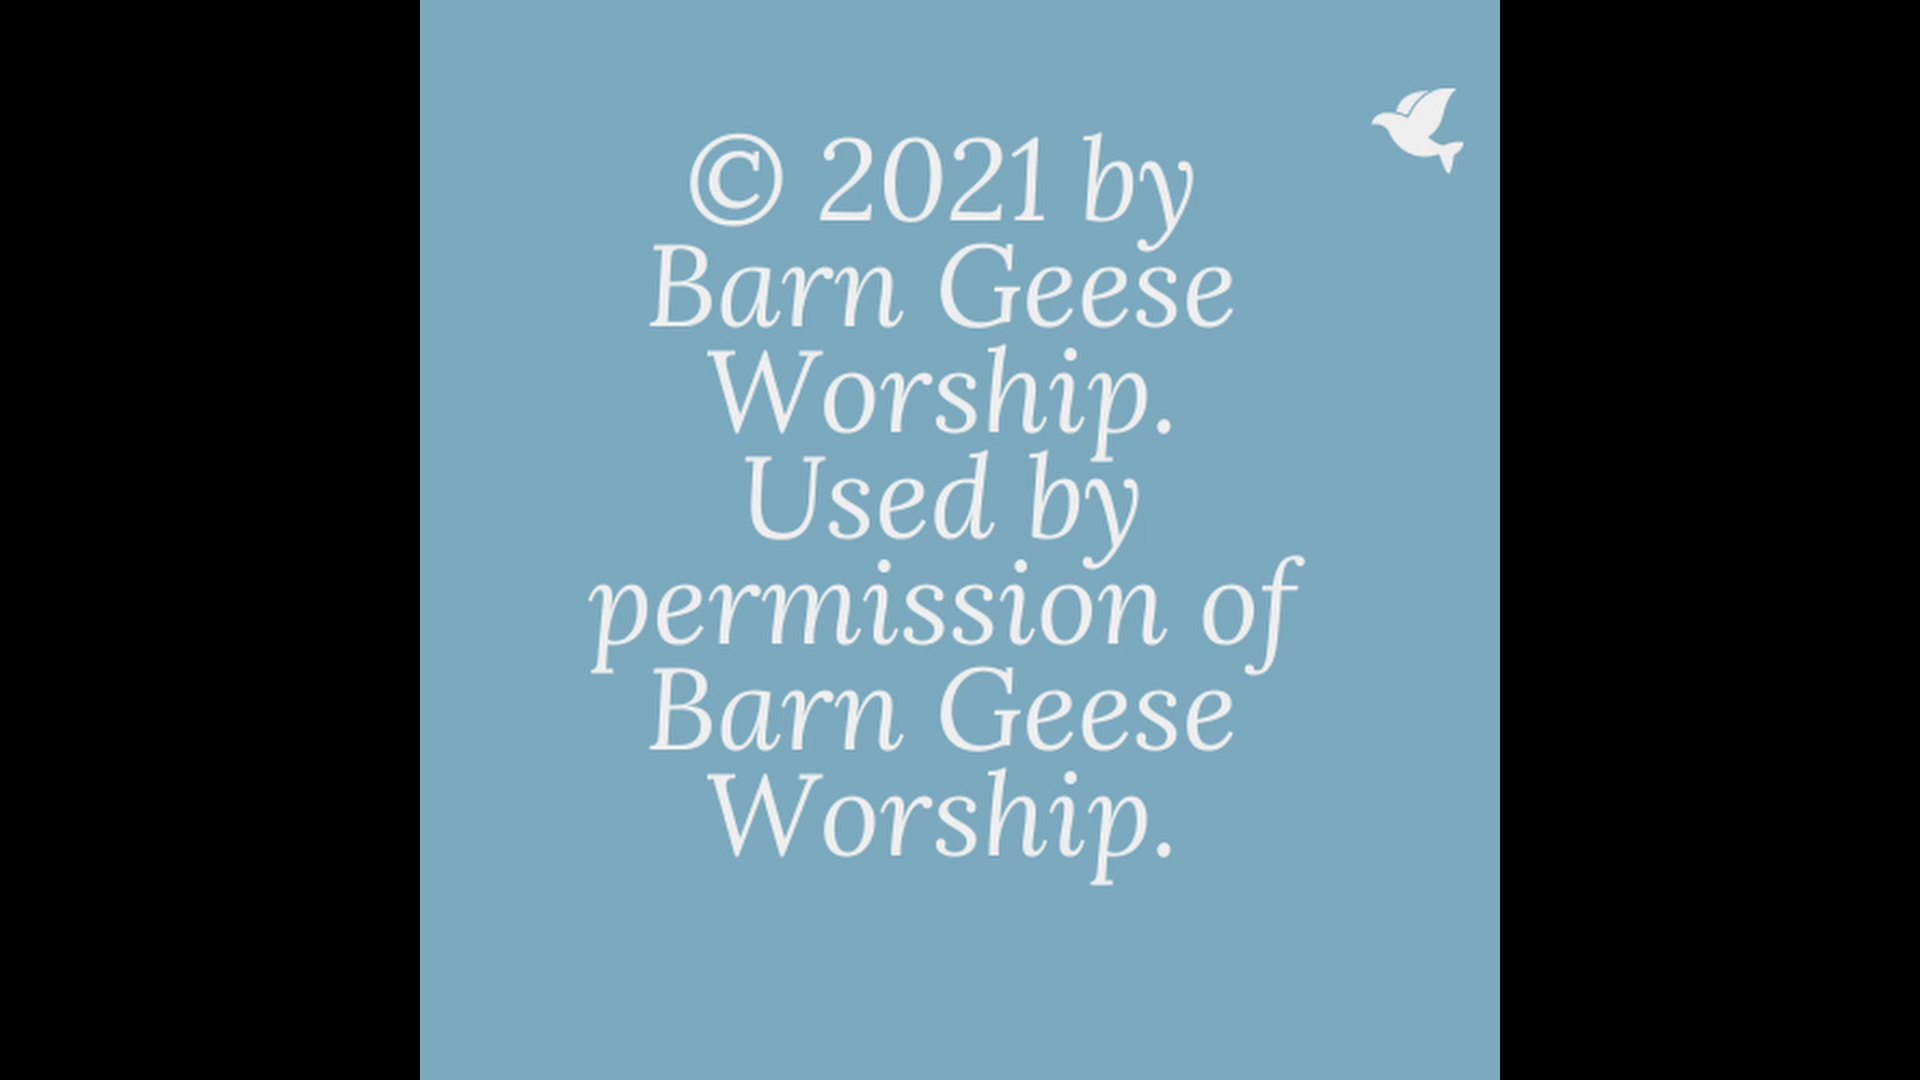 © 2021 by
Barn Geese
Worship.
Used by
permission of
Barn Geese
Worship.